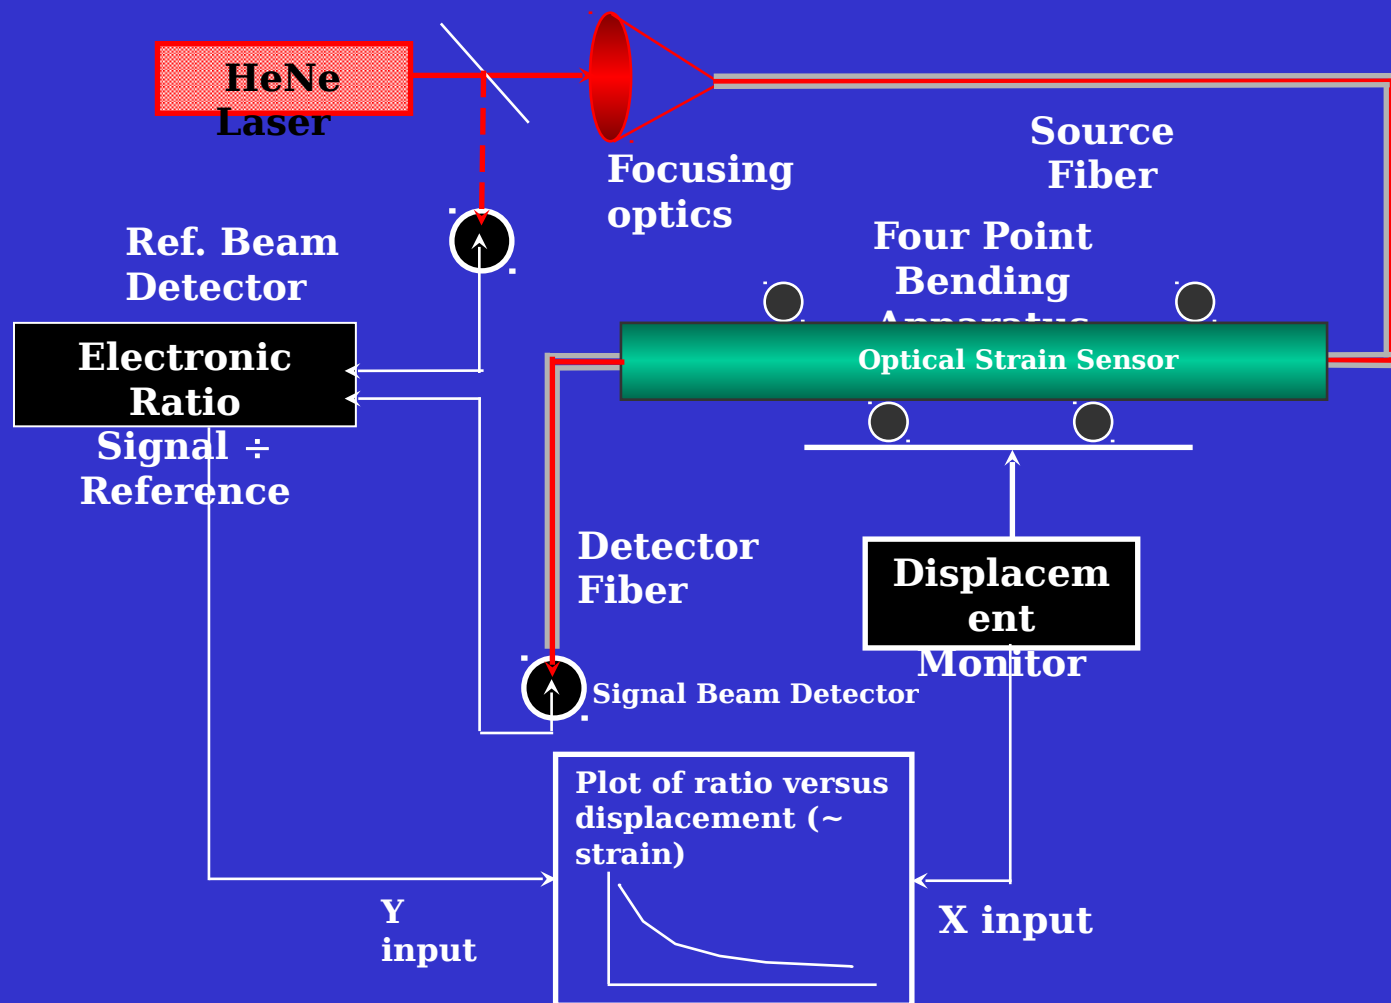 HeNe
Laser
Source
Fiber
Focusing
optics
Ref. Beam
Detector
Four Point
Bending
Apparatus
Electronic
Ratio
Signal ÷
Reference
Optical Strain Sensor
Detector
Fiber
Displacem
ent
Monitor
Signal Beam Detector
Plot of ratio versus
displacement (~
strain)
Y
input
X input